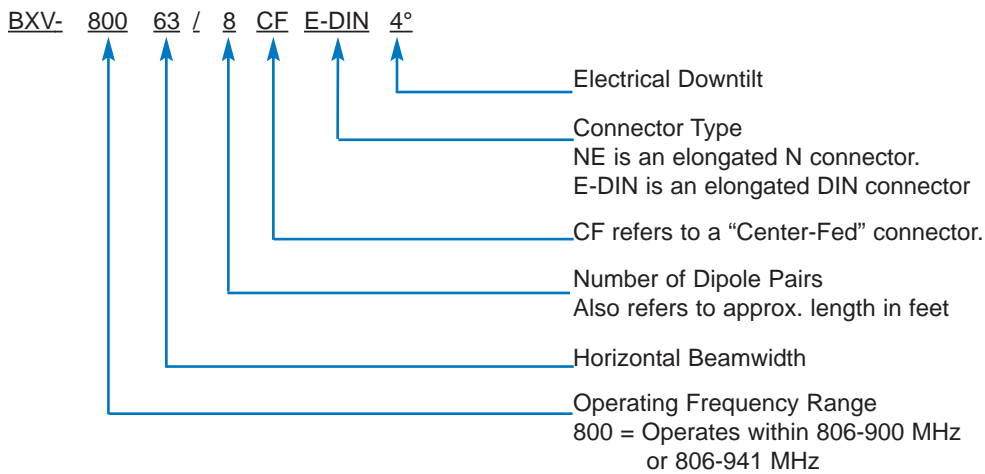 BXV- 800 63 / 8 CF E-DIN 4°
Electrical Downtilt
Connector Type
NE is an elongated N connector.
E-DIN is an elongated DIN connector
CF refers to a “Center-Fed” connector.
Number of Dipole Pairs
Also refers to approx. length in feet
Horizontal Beamwidth
Operating Frequency Range
800 = Operates within 806-900 MHz
or 806-941 MHz